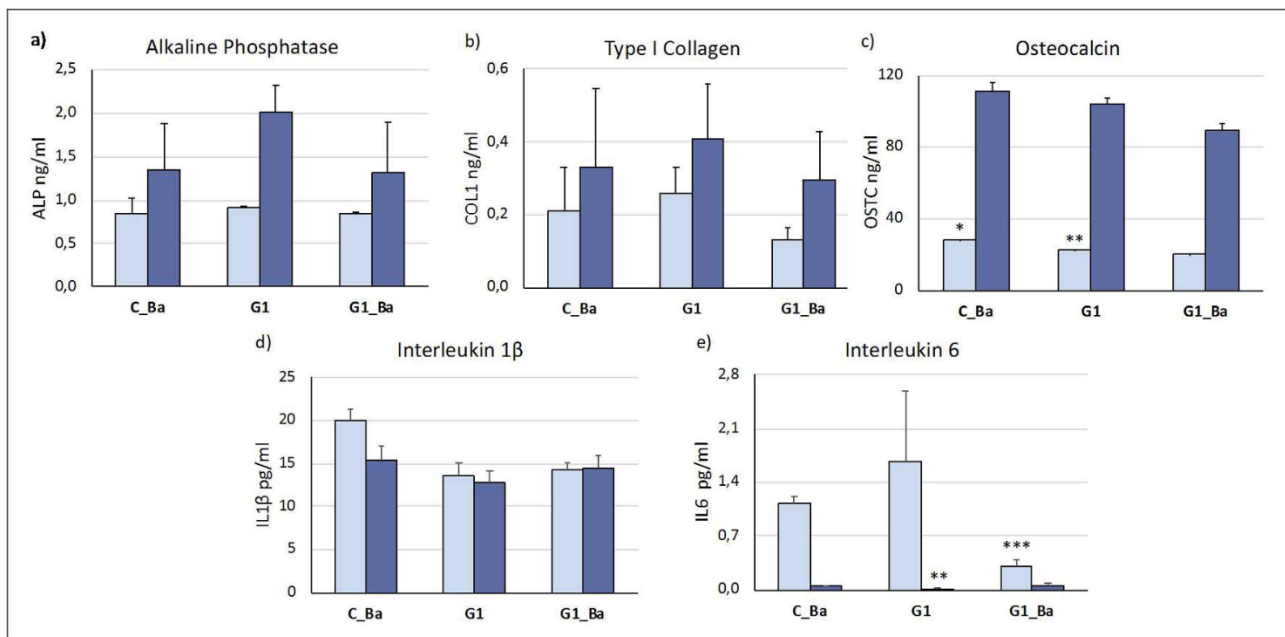 a) Alkaline Phosphatase
ALP ng/ml
2,5
2,0
1,5
1,0
0,5
0,0
C_Ba G1 G1_Ba
b) Type I Collagen
COL1 ng/ml
0,6
0,4
0,2
0,0
C_Ba G1 G1_Ba
c) Osteocalcin
OSTC ng/ml
120
80
40
0
* **
C_Ba G1 G1_Ba
d) Interleukin 1β
IL1β pg/ml
25
20
15
10
5
0
C_Ba G1 G1_Ba
e) Interleukin 6
IL6 pg/ml
2,8
2,1
1,4
0,7
0,0
** ***
C_Ba G1 G1_Ba